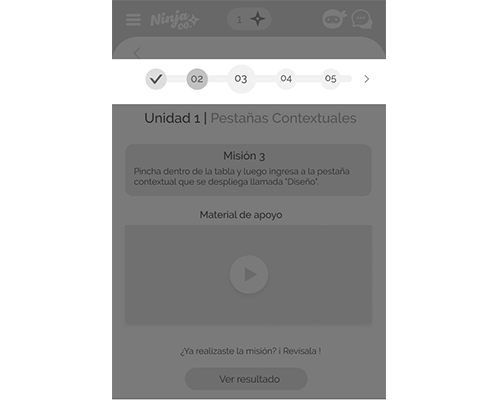 Ninja
co.
1
02
03
04
05
Unidad 1 | Pestañas Contextuales
Misión 3
Pincha dentro de la tabla y luego ingresa a la pestaña
contextual que se despliega llamada "Diseño".
Material de apoyo
¿Ya realizaste la misión? ¡ Revisala !
Ver resultado